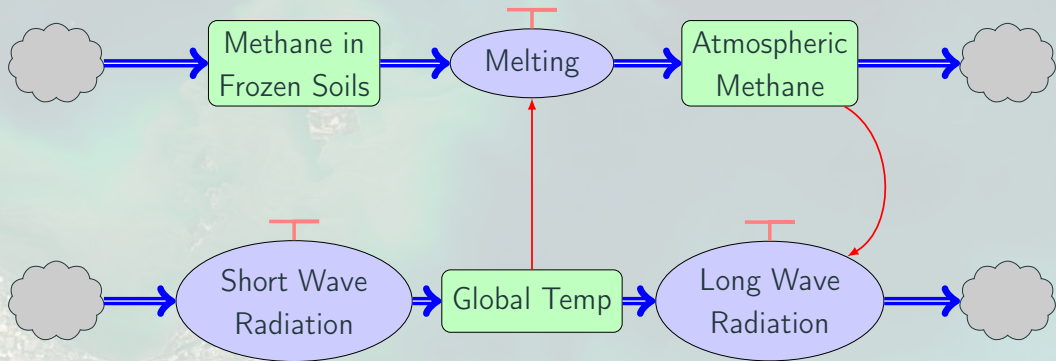 Methane in
Frozen Soils
Melting
Atmospheric
Methane
Short Wave
Radiation
Global Temp
Long Wave
Radiation